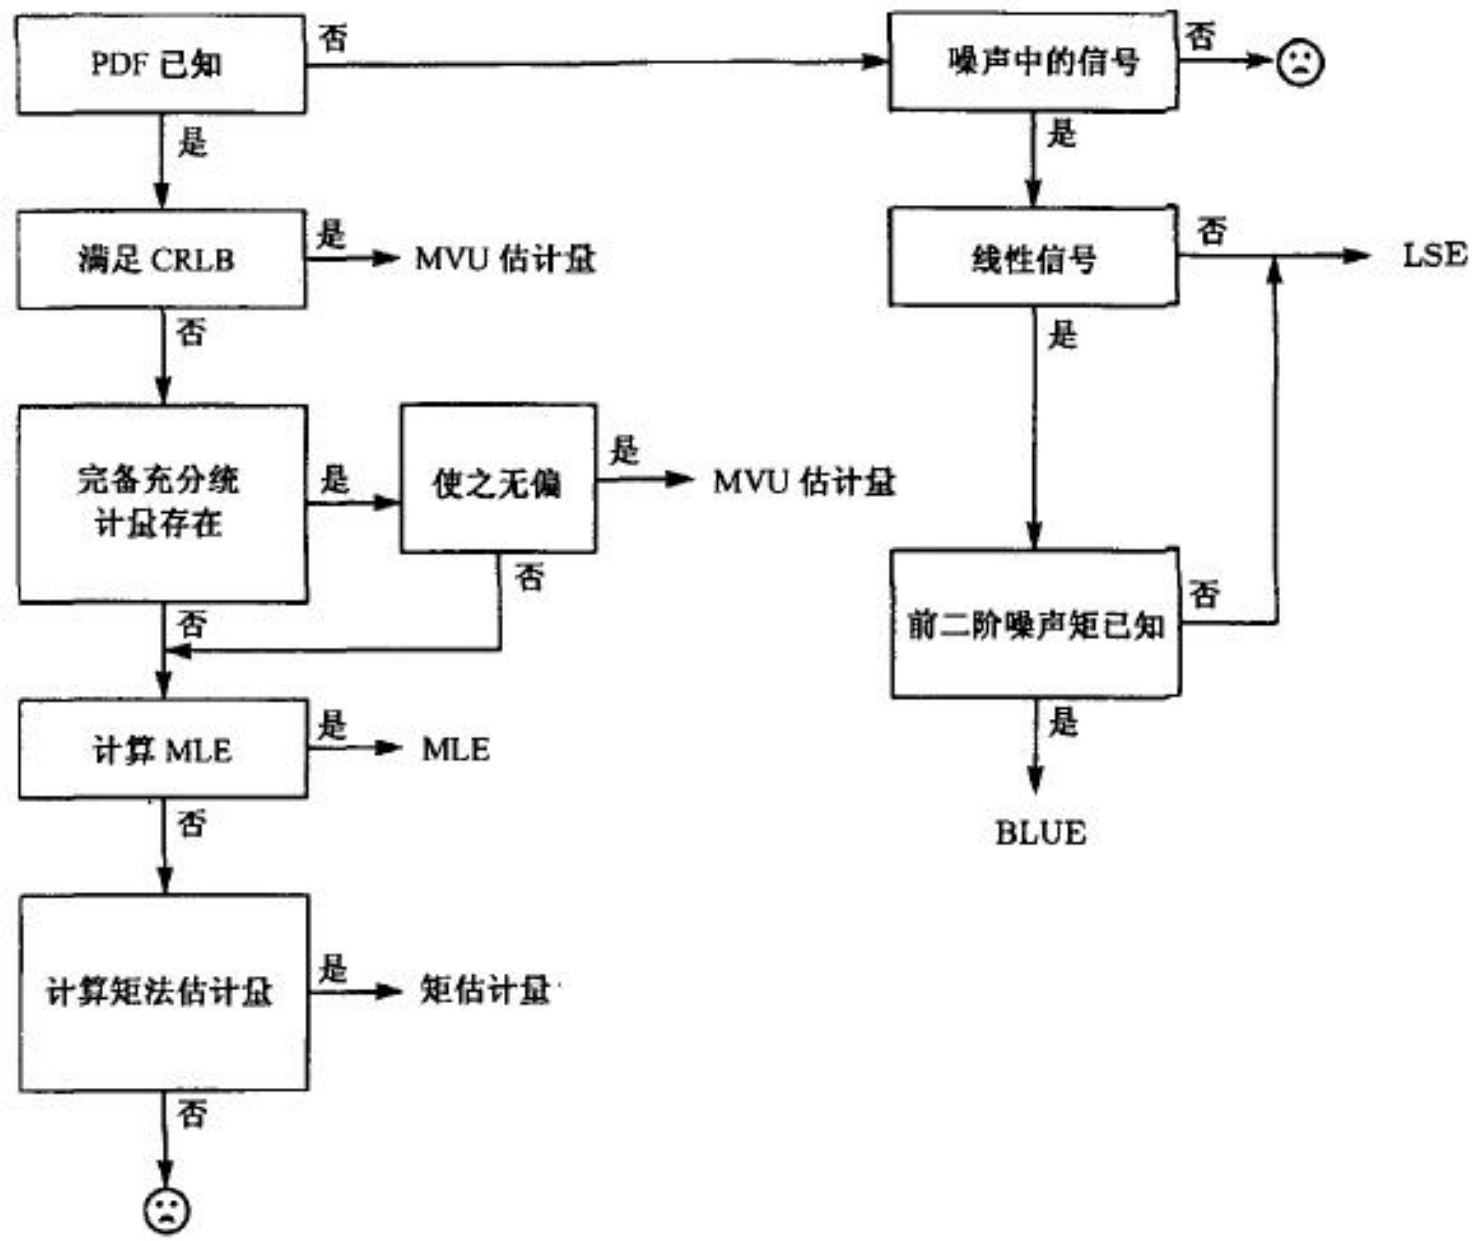 PDF 已知
否
噪声中的信号
否
是
是
满足 CRLB
是
MVU 估计量
线性信号
否
LSE
否
是
完备充分统
计量存在
是
使之无偏
是
MVU 估计量
否
否
前二阶噪声矩已知
否
计算 MLE
是
MLE
是
否
BLUE
计算矩法估计量
是
矩估计量
否